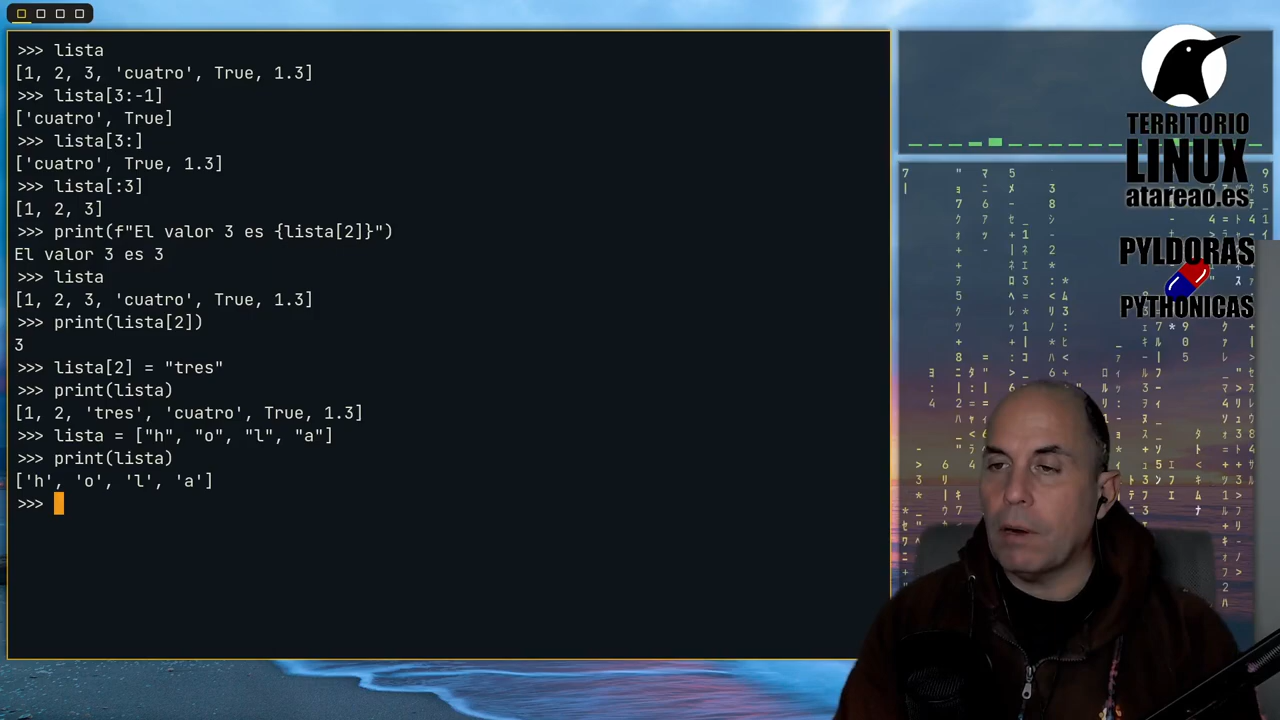 >>> lista
[1, 2, 3, 'cuatro', True, 1.3]
>>> lista[3:-1]
['cuatro', True]
>>> lista[3:]
['cuatro', True, 1.3]
>>> lista[:3]
[1, 2, 3]
>>> print(f"El valor 3 es {lista[2]}")
El valor 3 es 3
>>> lista
[1, 2, 3, 'cuatro', True, 1.3]
>>> print(lista[2])
3
>>> lista[2] = "tres"
>>> print(lista)
[1, 2, 'tres', 'cuatro', True, 1.3]
>>> lista = ["h", "o", "l", "a"]
>>> print(lista)
['h', 'o', 'l', 'a']
>>>
TERRITORIO
LINUX
atareao.es
PYLDORAS
PYTHONICAS